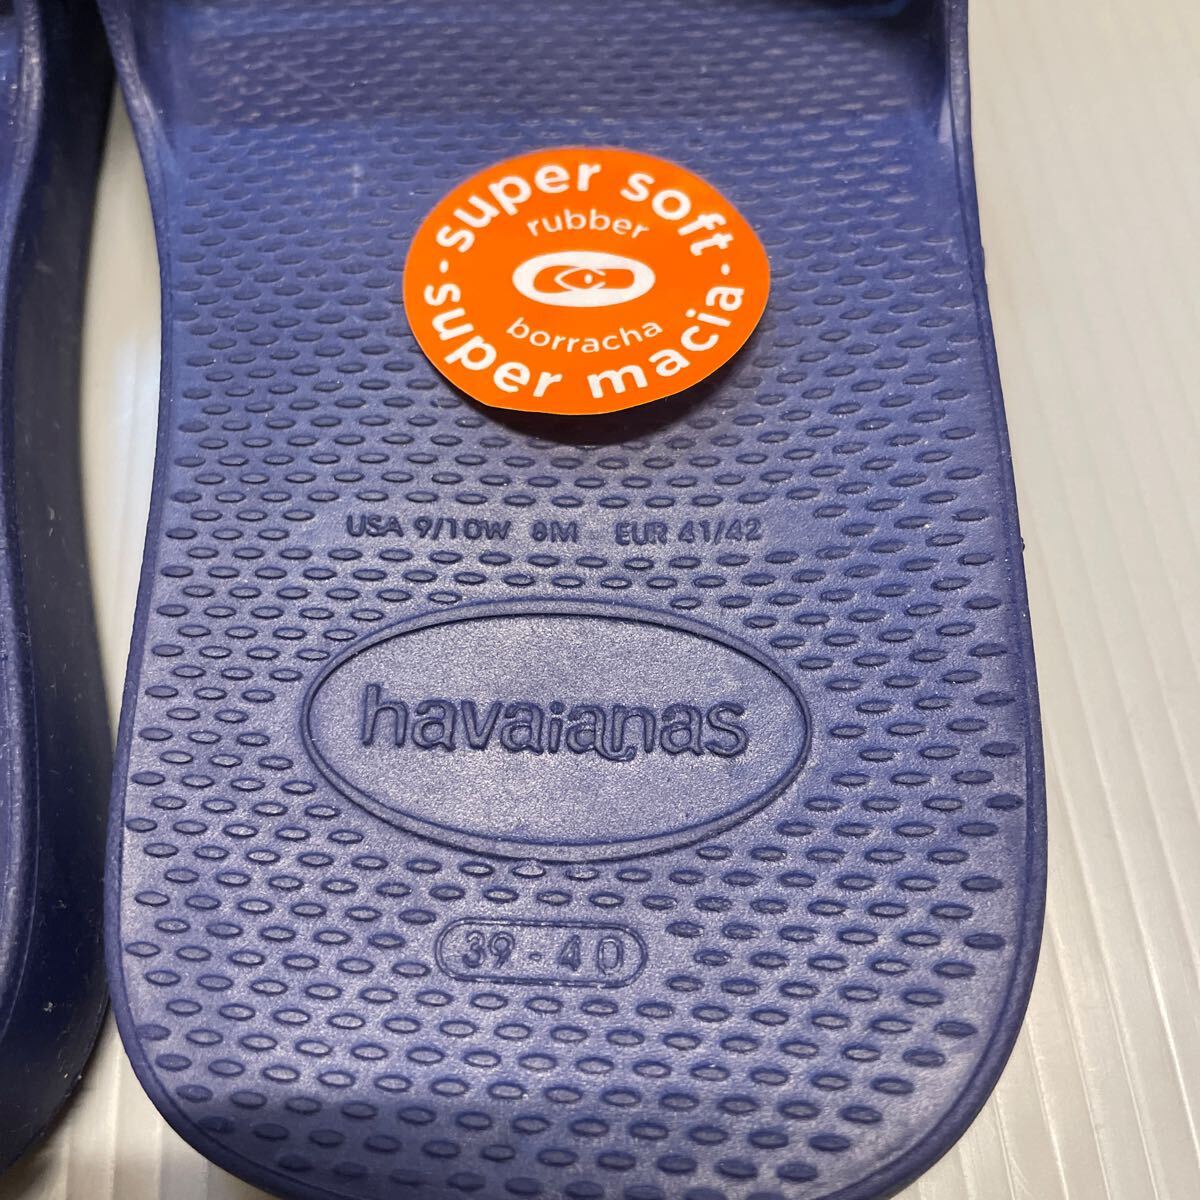 super soft
rubber
borracha
super macia
USA 9/10W 8M EUR 41/42
havaianas
39-40